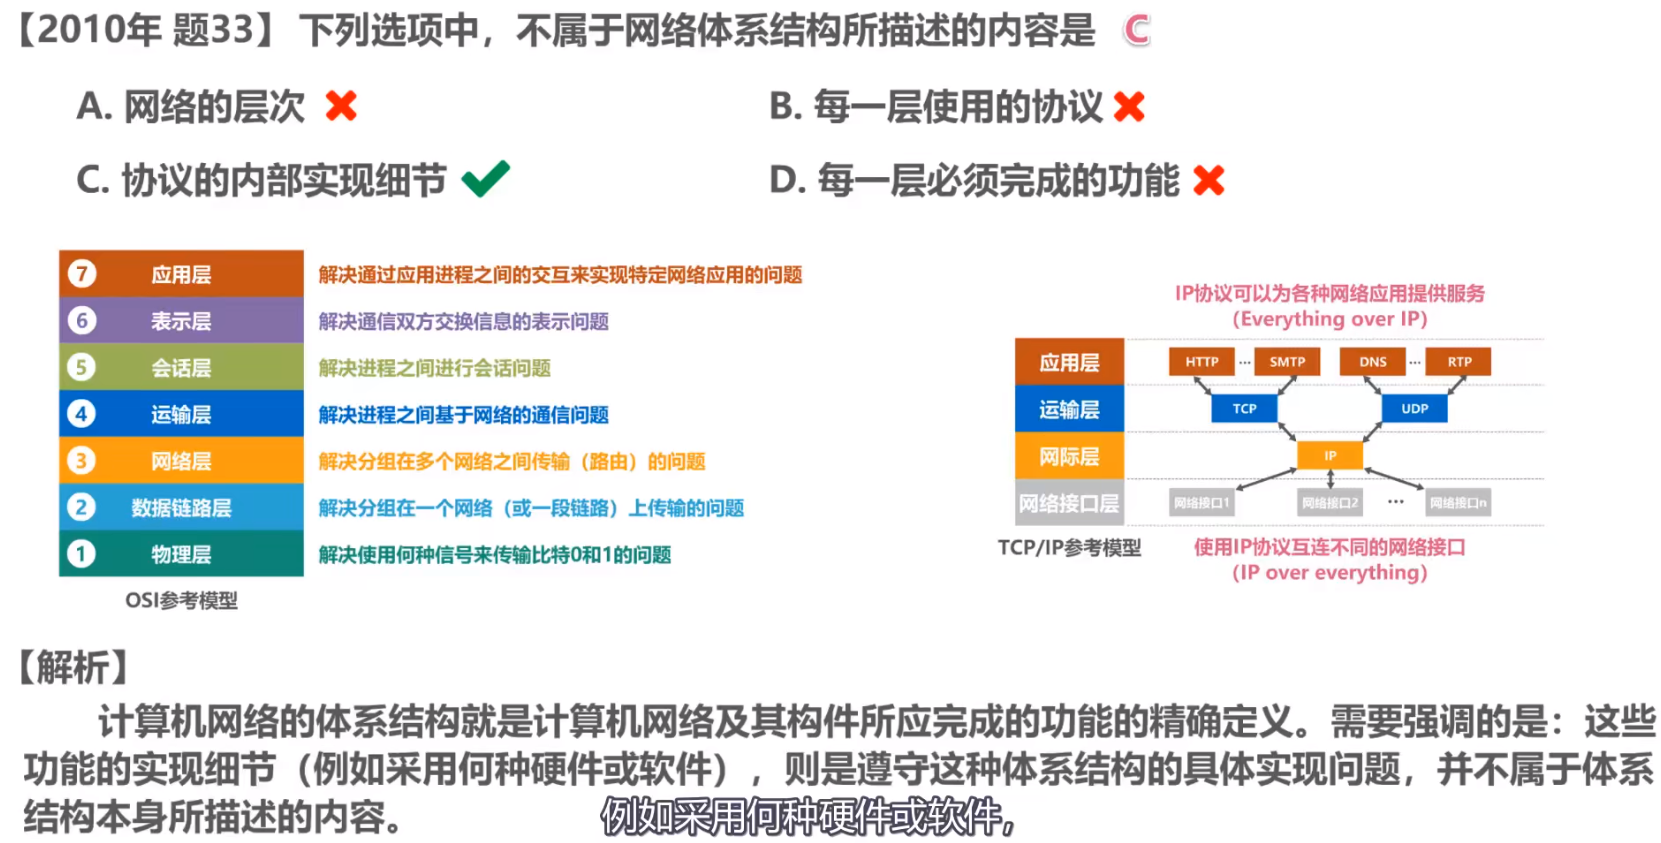 【2010年 题33】下列选项中，不属于网络体系结构所描述的内容是 C
A. 网络的层次
B. 每一层使用的协议
C. 协议的内部实现细节
D. 每一层必须完成的功能
7 应用层 解决通过应用进程之间的交互来实现特定网络应用的问题
6 表示层 解决通信双方交换信息的表示问题
5 会话层 解决进程之间进行会话问题
4 运输层 解决进程之间基于网络的通信问题
3 网络层 解决分组在多个网络之间传输（路由）的问题
2 数据链路层 解决分组在一个网络（或一段链路）上传输的问题
1 物理层 解决使用何种信号来传输比特0和1的问题
OSI参考模型
IP协议可以为各种网络应用提供服务
（Everything over IP）
应用层 HTTP ··· SMTP DNS ··· RTP
运输层 TCP UDP
网际层 IP
网络接口层 网络接口1 网络接口2 ··· 网络接口n
TCP/IP参考模型
使用IP协议互连不同的网络接口
（IP over everything）
【解析】
计算机网络的体系结构就是计算机网络及其构件所应完成的功能的精确定义。需要强调的是：这些
功能的实现细节（例如采用何种硬件或软件），则是遵守这种体系结构的具体实现问题，并不属于体系
结构本身所描述的内容。
例如采用何种硬件或软件，